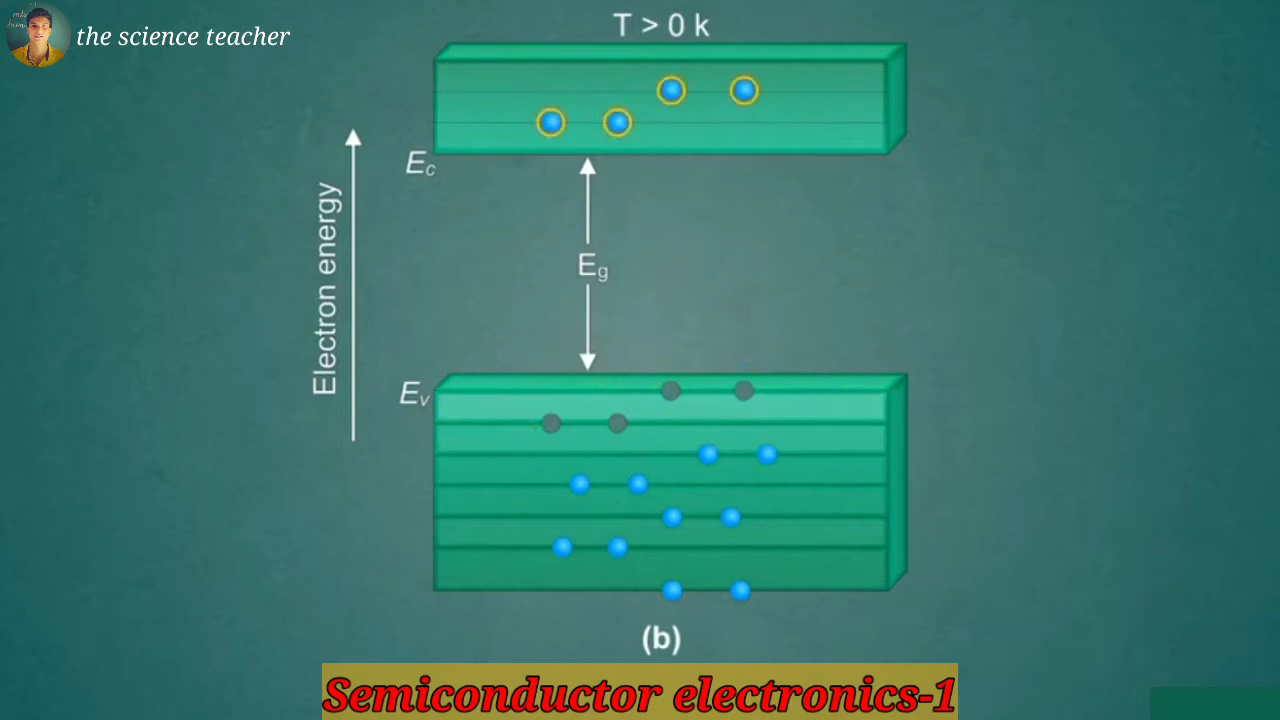 the science teacher
T > 0 k
Ec
Electron energy
Eg
Ev
(b)
Semiconductor electronics-1